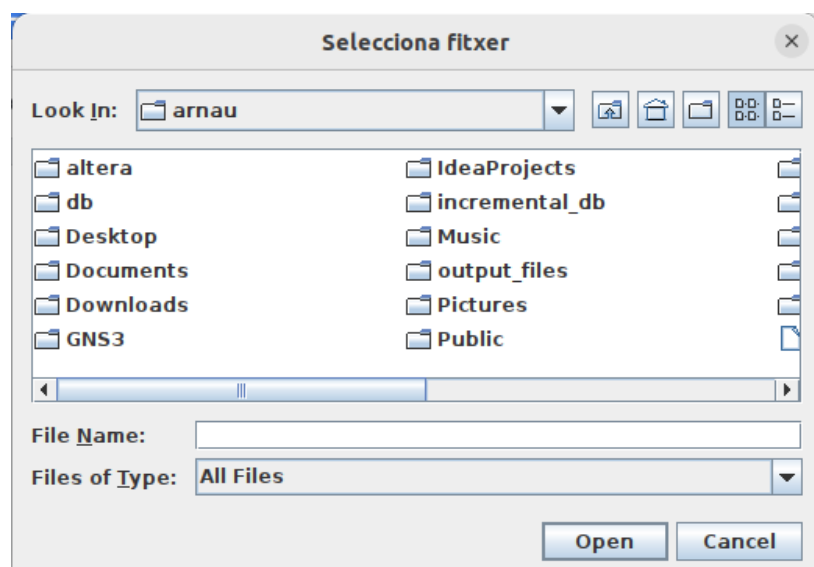 Selecciona fitxer
Look In: arnau
altera IdeaProjects
db incremental_db
Desktop Music
Documents output_files
Downloads Pictures
GNS3 Public
File Name:
Files of Type: All Files
Open Cancel